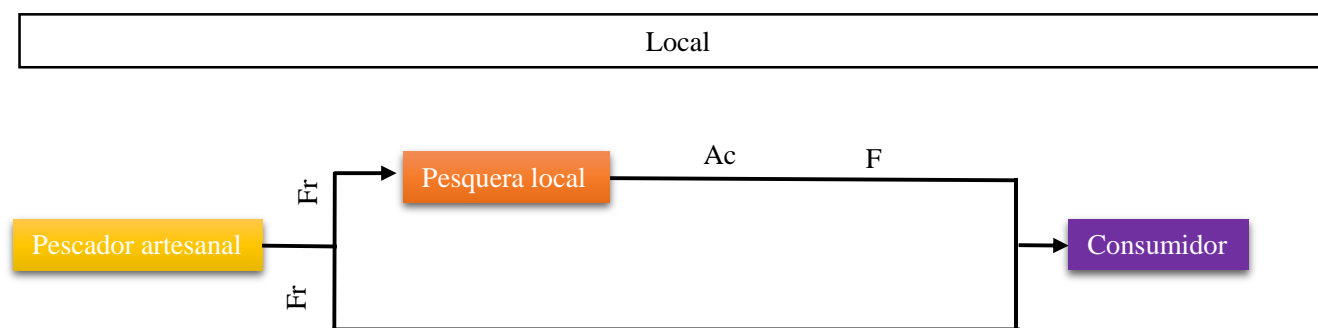 Local
Ac
F
Fr
Pesquera local
Pescador artesanal
Consumidor
Fr